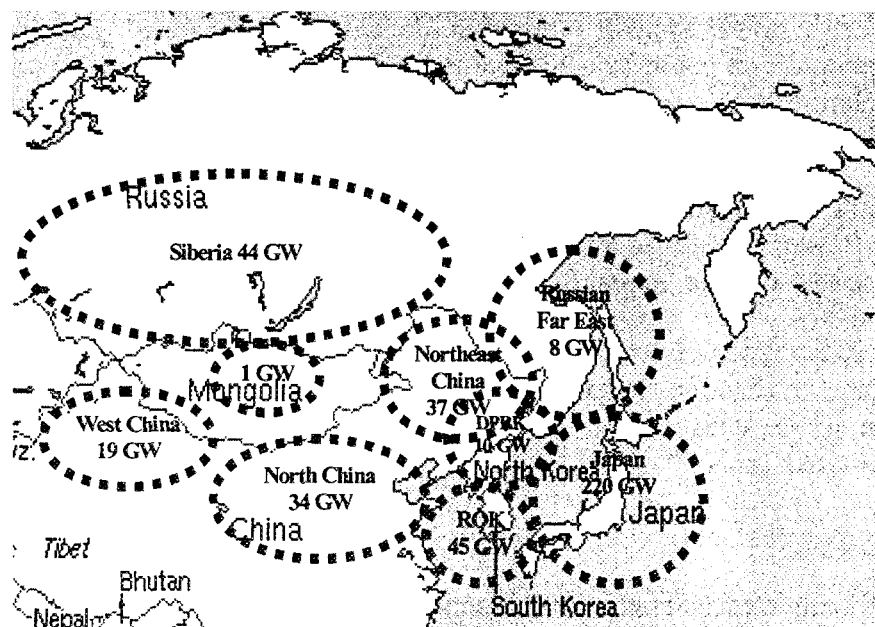 Russia
Siberia 44 GW
Russian
Far East
8 GW
1 GW
Mongolia
Northeast
China
37 GW
West China
19 GW
DPRK
10 GW
North Korea
North China
34 GW
Japan
220 GW
China
ROK
45 GW
Japan
Tibet
Bhutan
South Korea
Nepal